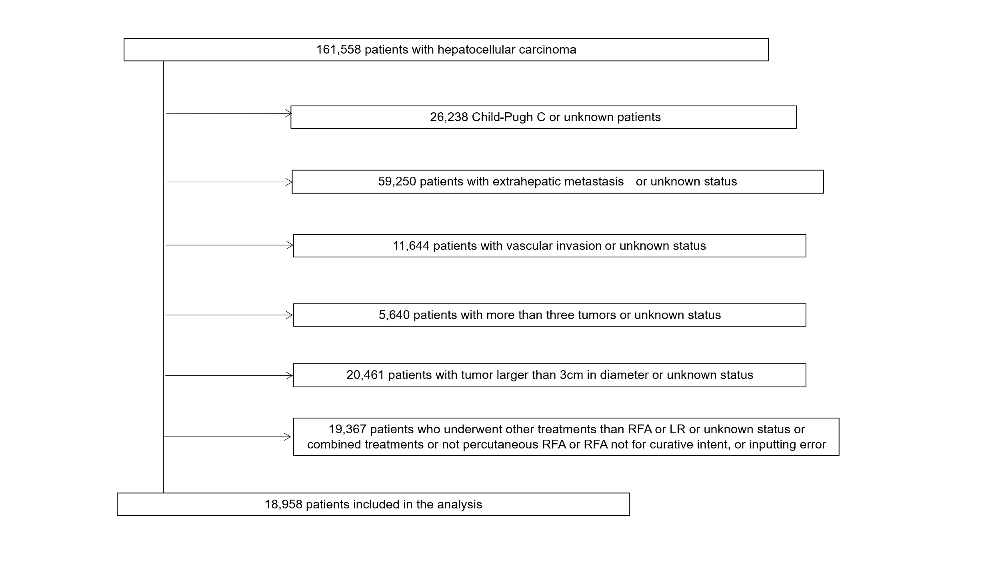 161,558 patients with hepatocellular carcinoma
26,238 Child-Pugh C or unknown patients
59,250 patients with extrahepatic metastasis　or unknown status
11,644 patients with vascular invasion or unknown status
5,640 patients with more than three tumors or unknown status
20,461 patients with tumor larger than 3cm in diameter or unknown status
19,367 patients who underwent other treatments than RFA or LR or unknown status or
combined treatments or not percutaneous RFA or RFA not for curative intent, or inputting error
18,958 patients included in the analysis